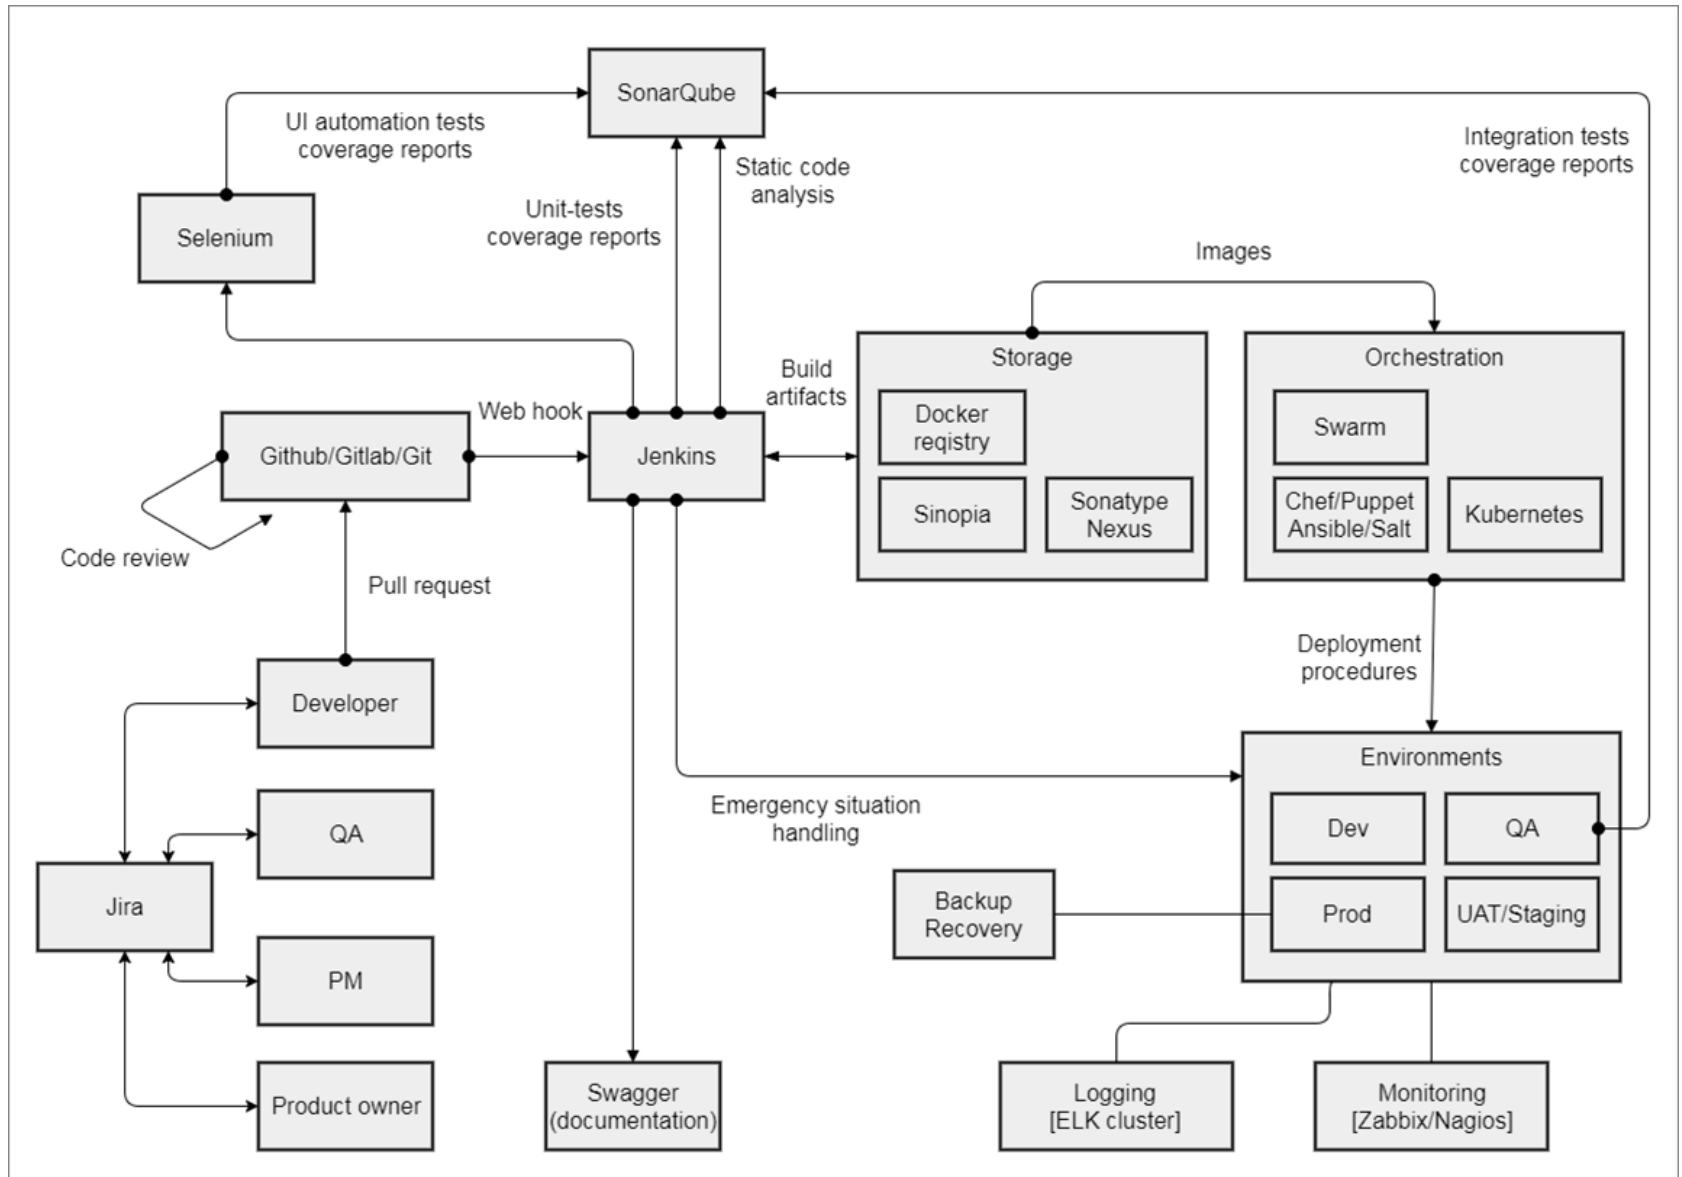 SonarQube
UI automation tests
coverage reports
Integration tests
coverage reports
Static code
analysis
Unit-tests
coverage reports
Selenium
Images
Storage
Orchestration
Build
artifacts
Docker
reqistry
Swarm
Web hook
Github/Gitlab/Git
Jenkins
Sinopia
Sonatype
Nexus
Chef/Puppet
Ansible/Salt
Kubernetes
Code review
Pull request
Deployment
procedures
Developer
Environments
Emergency situation
handling
Dev
QA
QA
Jira
Backup
Recovery
Prod
UAT/Staging
PM
Product owner
Swagger
(documentation)
Logging
[ELK cluster]
Monitoring
[Zabbix/Nagios]